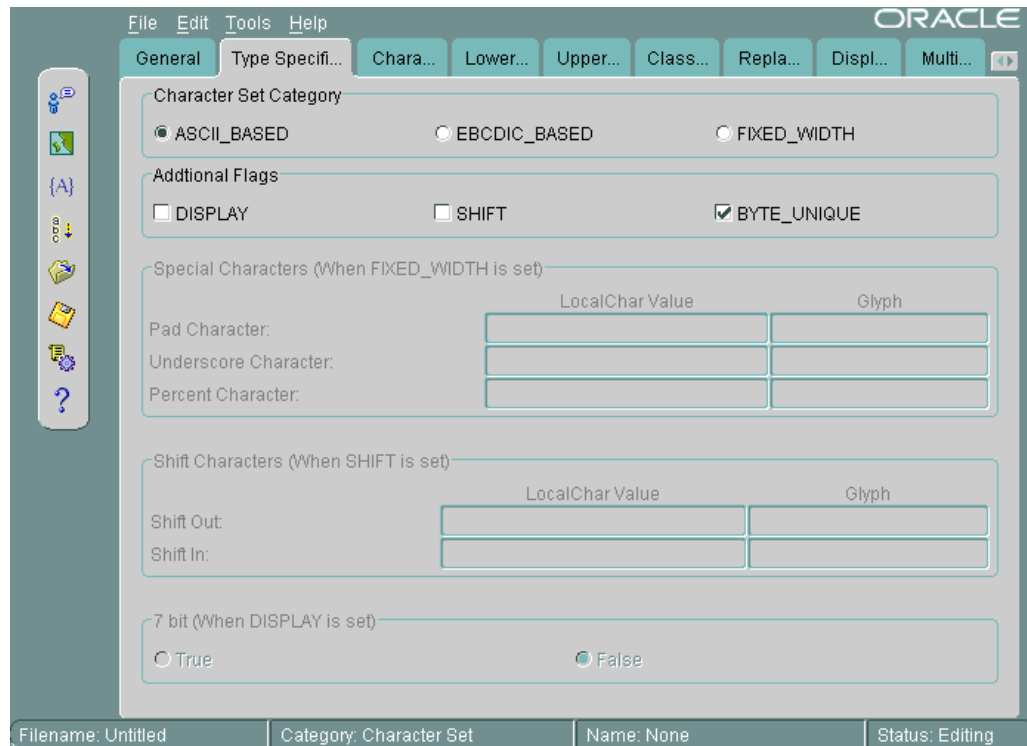 File Edit Tools Help ORACLE
General Type Specifi... Chara... Lower... Upper... Class... Repla... Displ... Multi...
Character Set Category
ASCII_BASED EBCDIC_BASED FIXED_WIDTH
Addtional Flags
DISPLAY SHIFT BYTE_UNIQUE
{A}
a
b
c
Special Characters (When FIXED_WIDTH is set)
LocalChar Value Glyph
Pad Character:
Underscore Character:
Percent Character:
?
Shift Characters (When SHIFT is set)
LocalChar Value Glyph
Shift Out:
Shift In:
7 bit (When DISPLAY is set)
True False
Filename: Untitled Category: Character Set Name: None Status: Editing